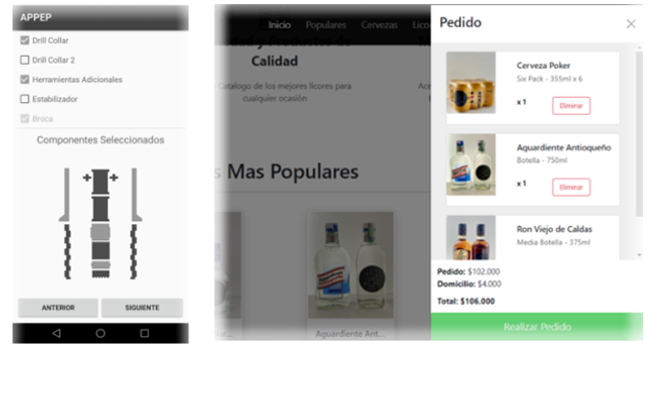 APPEP
Drill Collar
Drill Collar 2
Herramientas Adicionales
Estabilizador
Broca
Componentes Seleccionados
ANTERIOR
SIGUIENTE
Inicio
Populares
Cervezas
Calidad
Catalogo de los mejores licores para
cualquier ocasión
s Mas Populares
Aguardiente Ant...
Pedido
Cerveza Poker
Six Pack - 355ml x 6
x 1
Eliminar
Aguardiente Antioqueño
Botella - 750ml
x 1
Eliminar
Ron Viejo de Caldas
Media Botella - 375ml
Pedido: $102.000
Domicilio: $4.000
Total: $106.000
Realizar Pedido